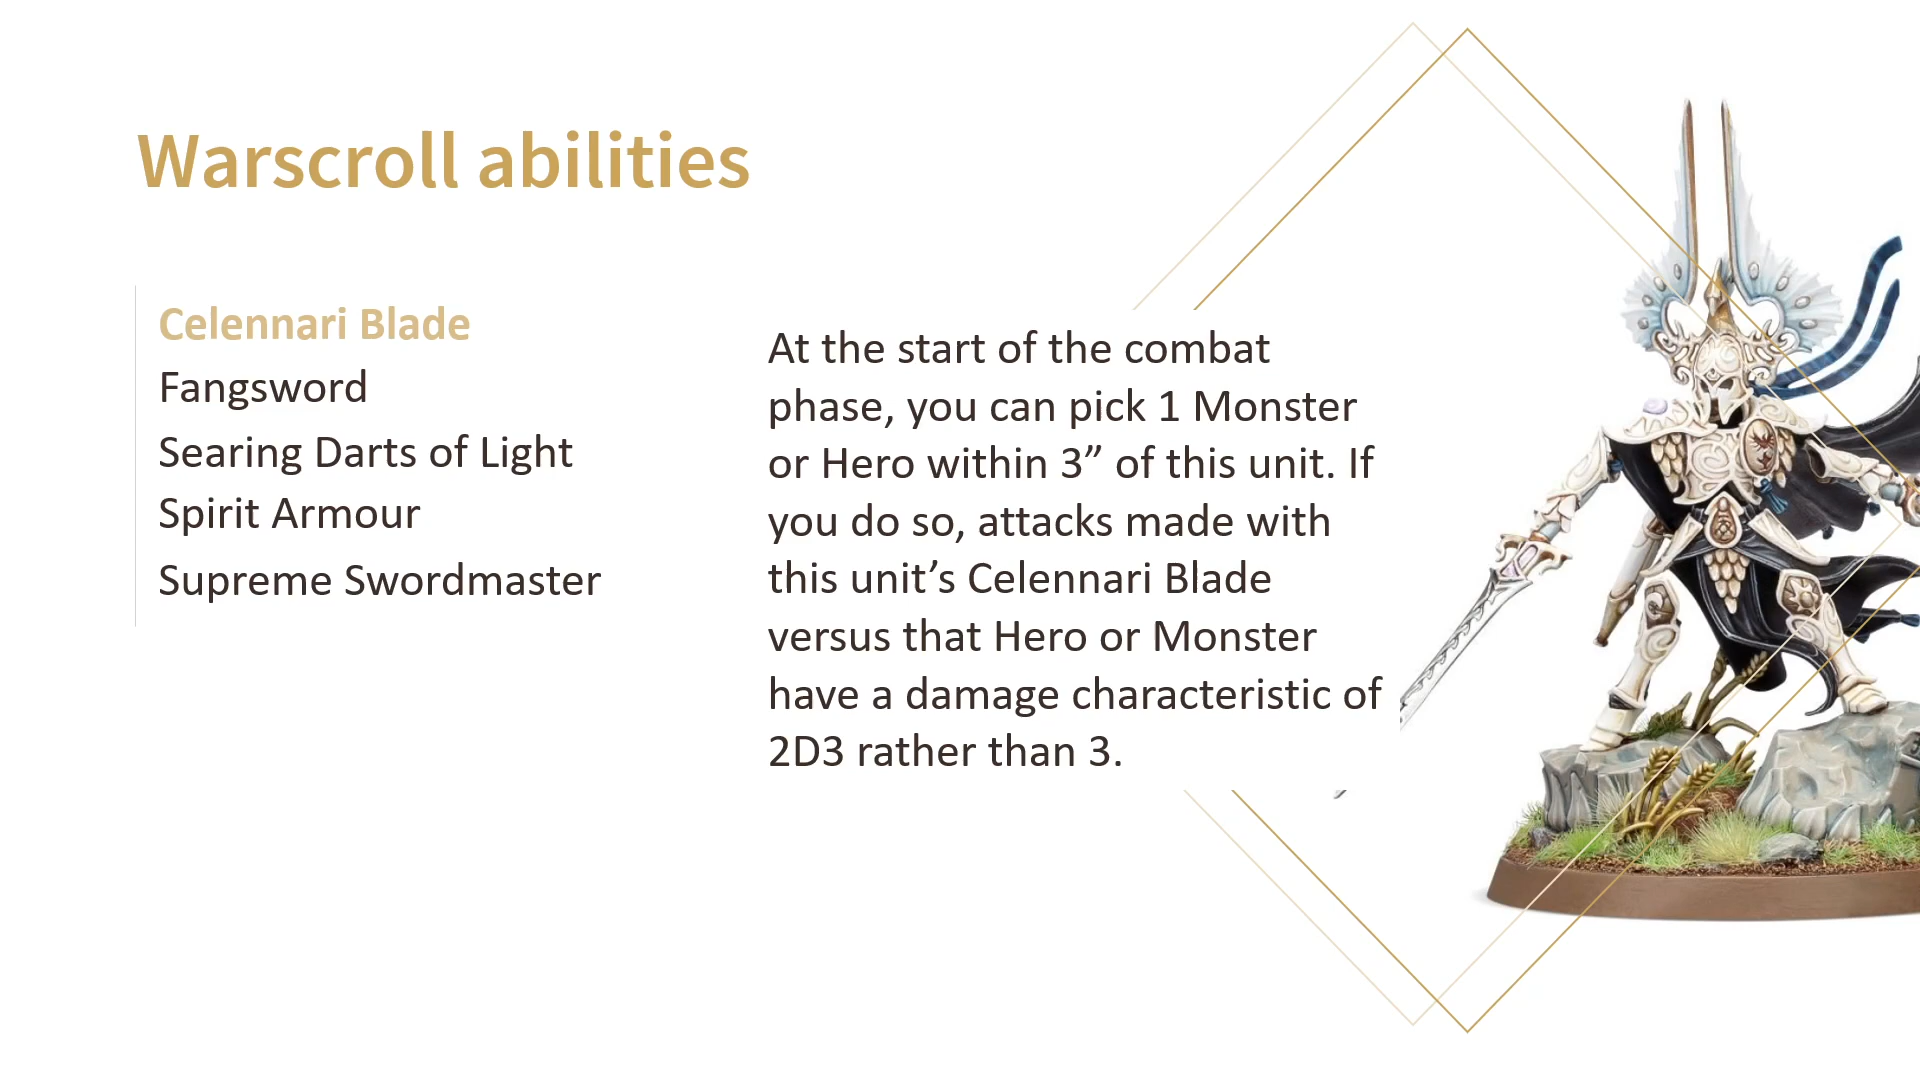 Warscroll abilities
Celennari Blade
Fangsword
Searing Darts of Light
Spirit Armour
Supreme Swordmaster
At the start of the combat
phase, you can pick 1 Monster
or Hero within 3” of this unit. If
you do so, attacks made with
this unit’s Celennari Blade
versus that Hero or Monster
have a damage characteristic of
2D3 rather than 3.